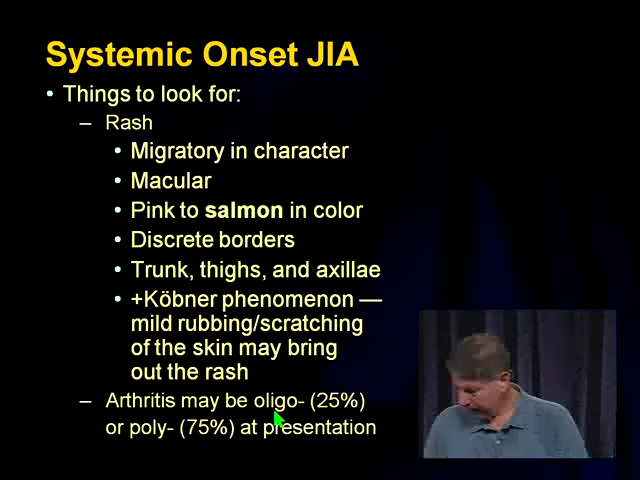 Systemic Onset JIA
• Things to look for:
– Rash
• Migratory in character
• Macular
• Pink to salmon in color
• Discrete borders
• Trunk, thighs, and axillae
• +Köbner phenomenon —
mild rubbing/scratching
of the skin may bring
out the rash
– Arthritis may be oligo- (25%)
or poly- (75%) at presentation